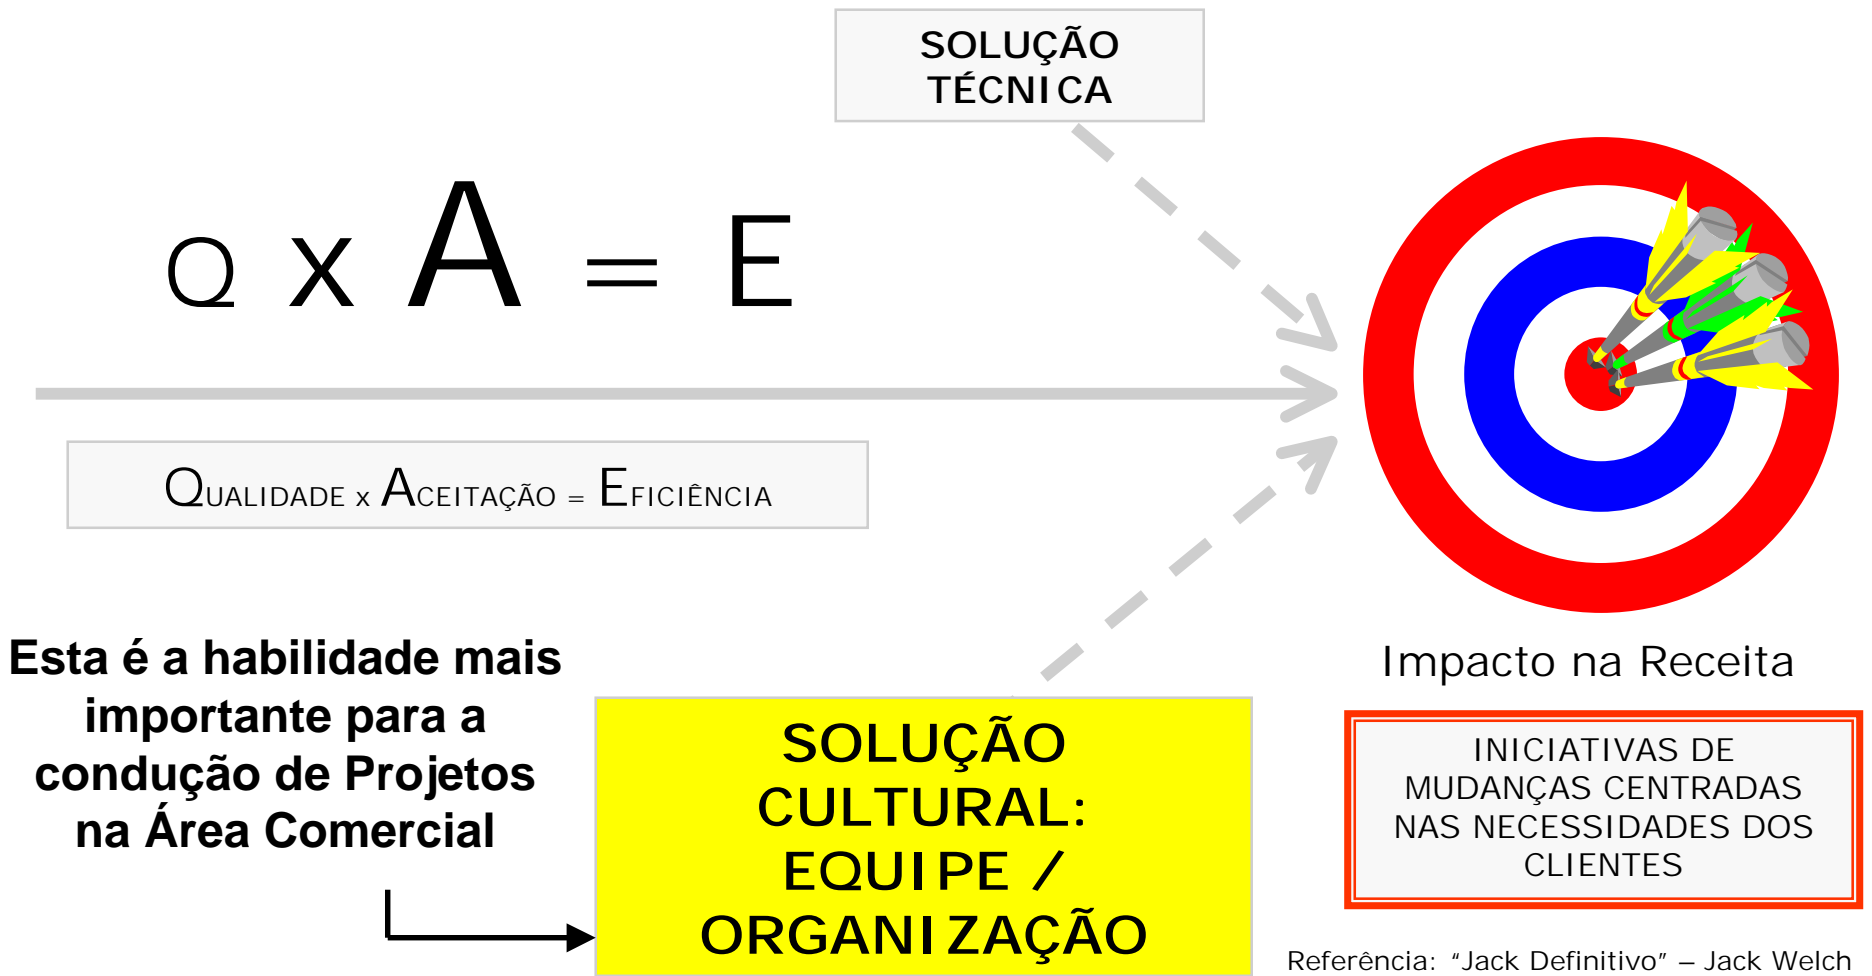 SOLUÇÃO
TÉCNICA
Q x A = E
QUALIDADE x ACEITAÇÃO = EFICIÊNCIA
Esta é a habilidade mais
importante para a
condução de Projetos
na Área Comercial
SOLUÇÃO
CULTURAL:
EQUIPE /
ORGANIZAÇÃO
Impacto na Receita
INICIATIVAS DE
MUDANÇAS CENTRADAS
NAS NECESSIDADES DOS
CLIENTES
Referência: “Jack Definitivo” – Jack Welch